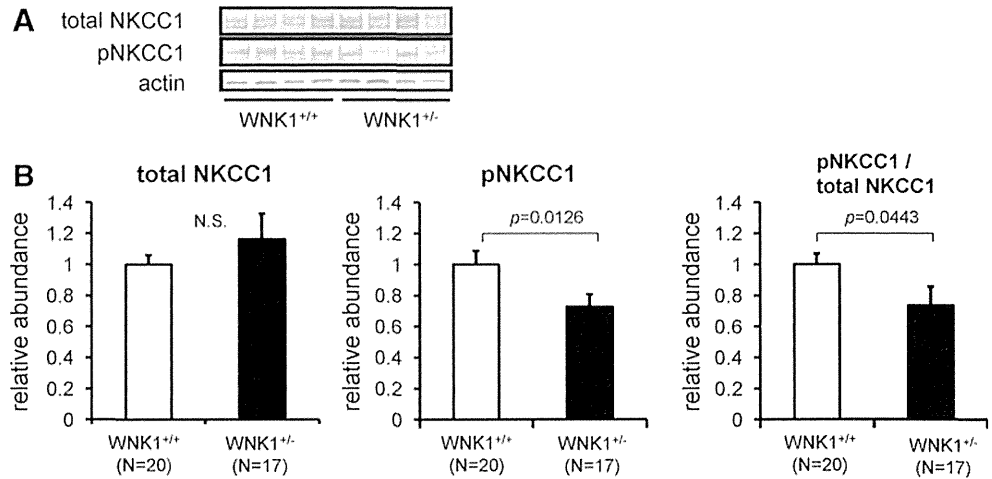 A
total NKCC1
pNKCC1
actin
WNK1+/+ WNK1+/-
B
total NKCC1
relative abundance
1.4
1.2
1
0.8
0.6
0.4
0.2
0
N.S.
WNK1+/+ WNK1+/-
(N=20) (N=17)
pNKCC1
relative abundance
1.4
1.2
1
0.8
0.6
0.4
0.2
0
p=0.0126
WNK1+/+ WNK1+/-
(N=20) (N=17)
pNKCC1 /
total NKCC1
relative abundance
1.4
1.2
1
0.8
0.6
0.4
0.2
0
p=0.0443
WNK1+/+ WNK1+/-
(N=20) (N=17)